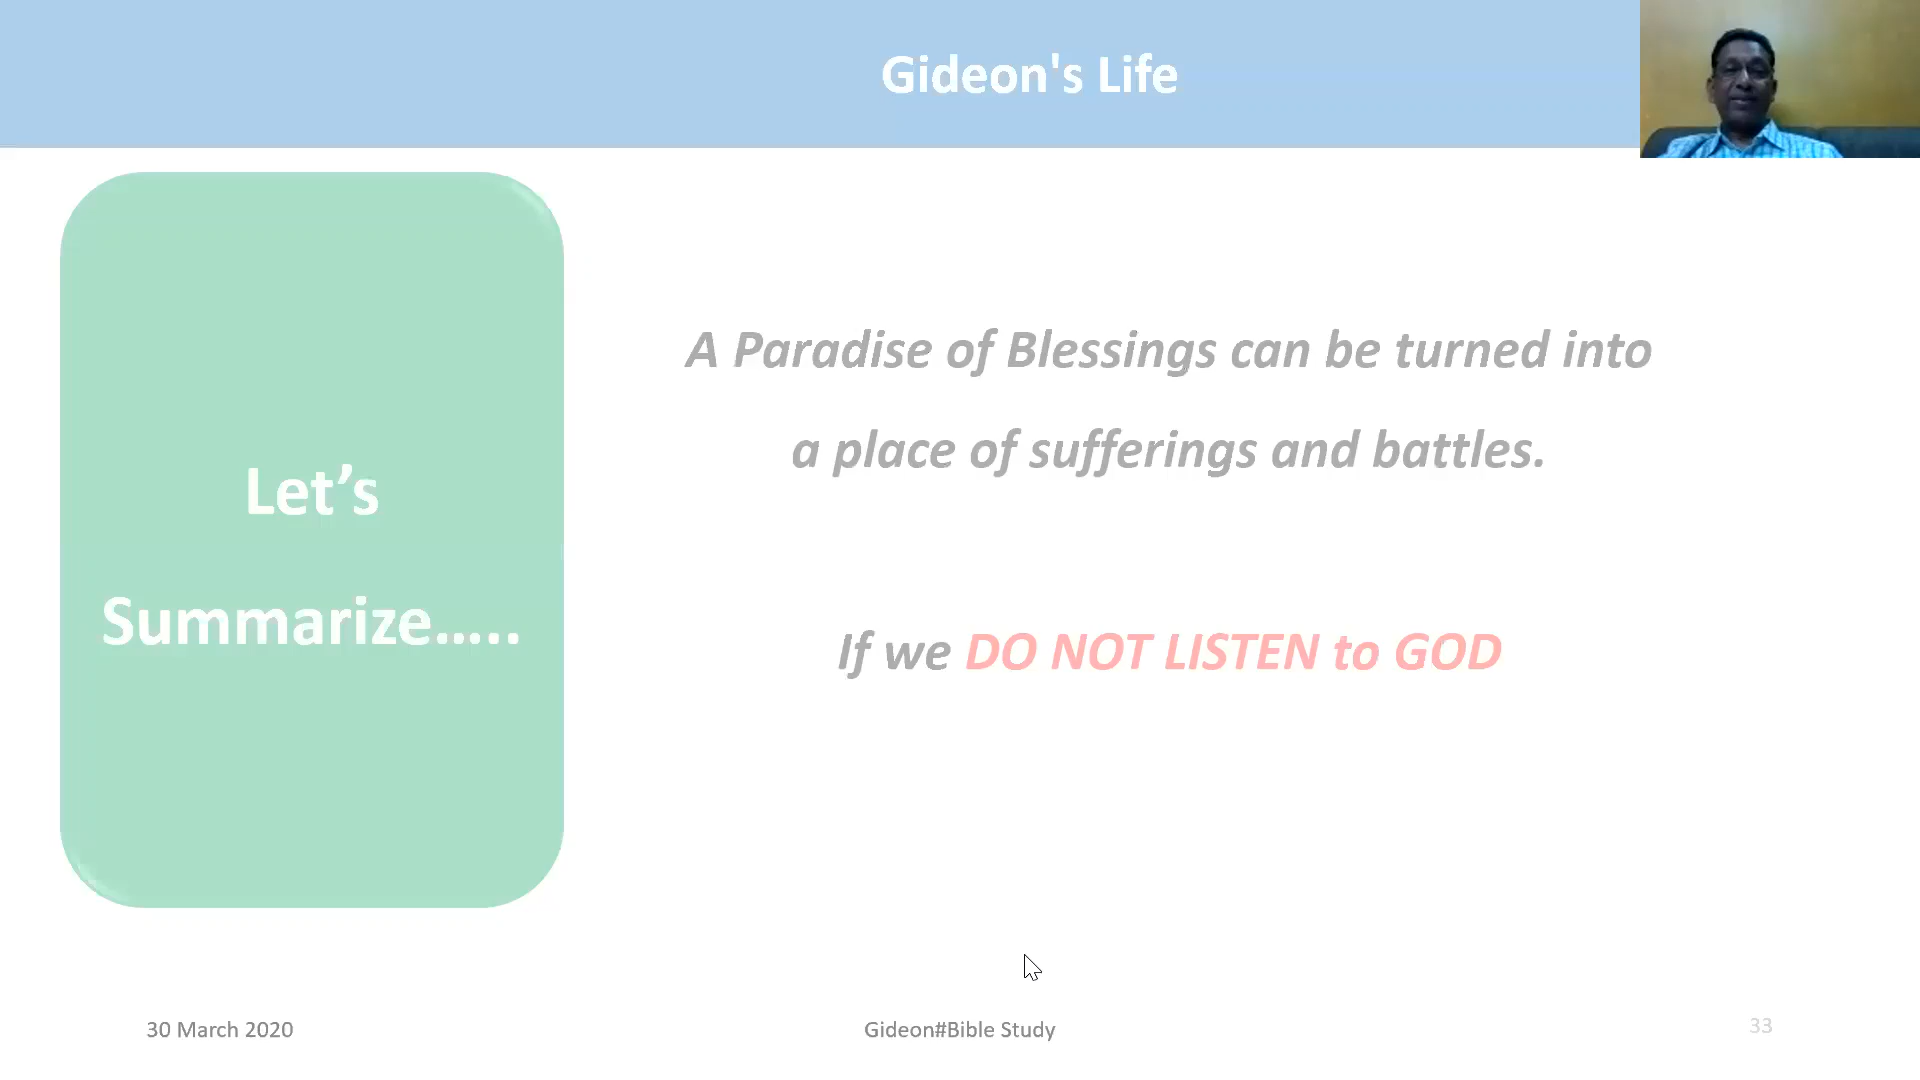 Gideon's Life
Let’s
Summarize.....
A Paradise of Blessings can be turned into
a place of sufferings and battles.
If we DO NOT LISTEN to GOD
30 March 2020
Gideon#Bible Study
33